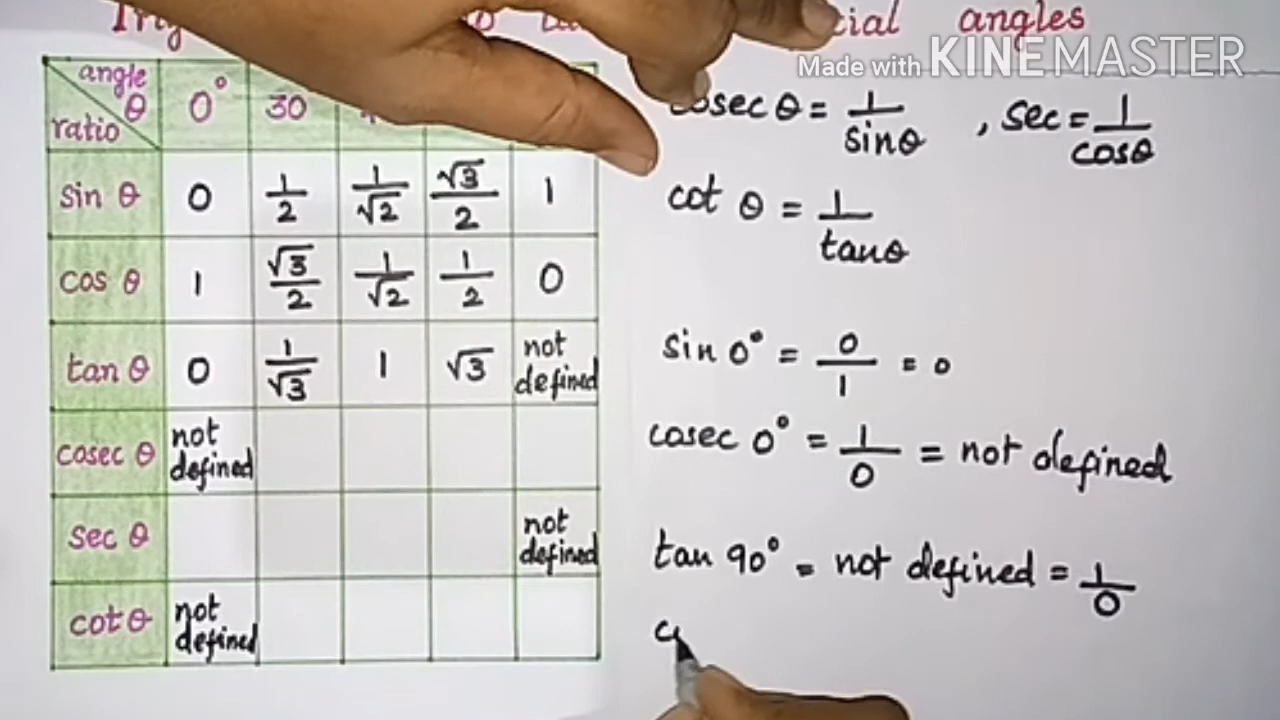 angles
Made with KINEMASTER
angle θ
ratio
0° 30
sin θ 0 1/2 1/√2 √3/2 1
cos θ 1 √3/2 1/√2 1/2 0
tan θ 0 1/√3 1 √3 not defined
cosec θ not defined
sec θ not defined
cot θ not defined
cosec θ = 1/sinθ , sec = 1/cosθ
cot θ = 1/tanθ
sin 0° = 0/1 = 0
cosec 0° = 1/0 = not defined
tan 90° = not defined = 1/0